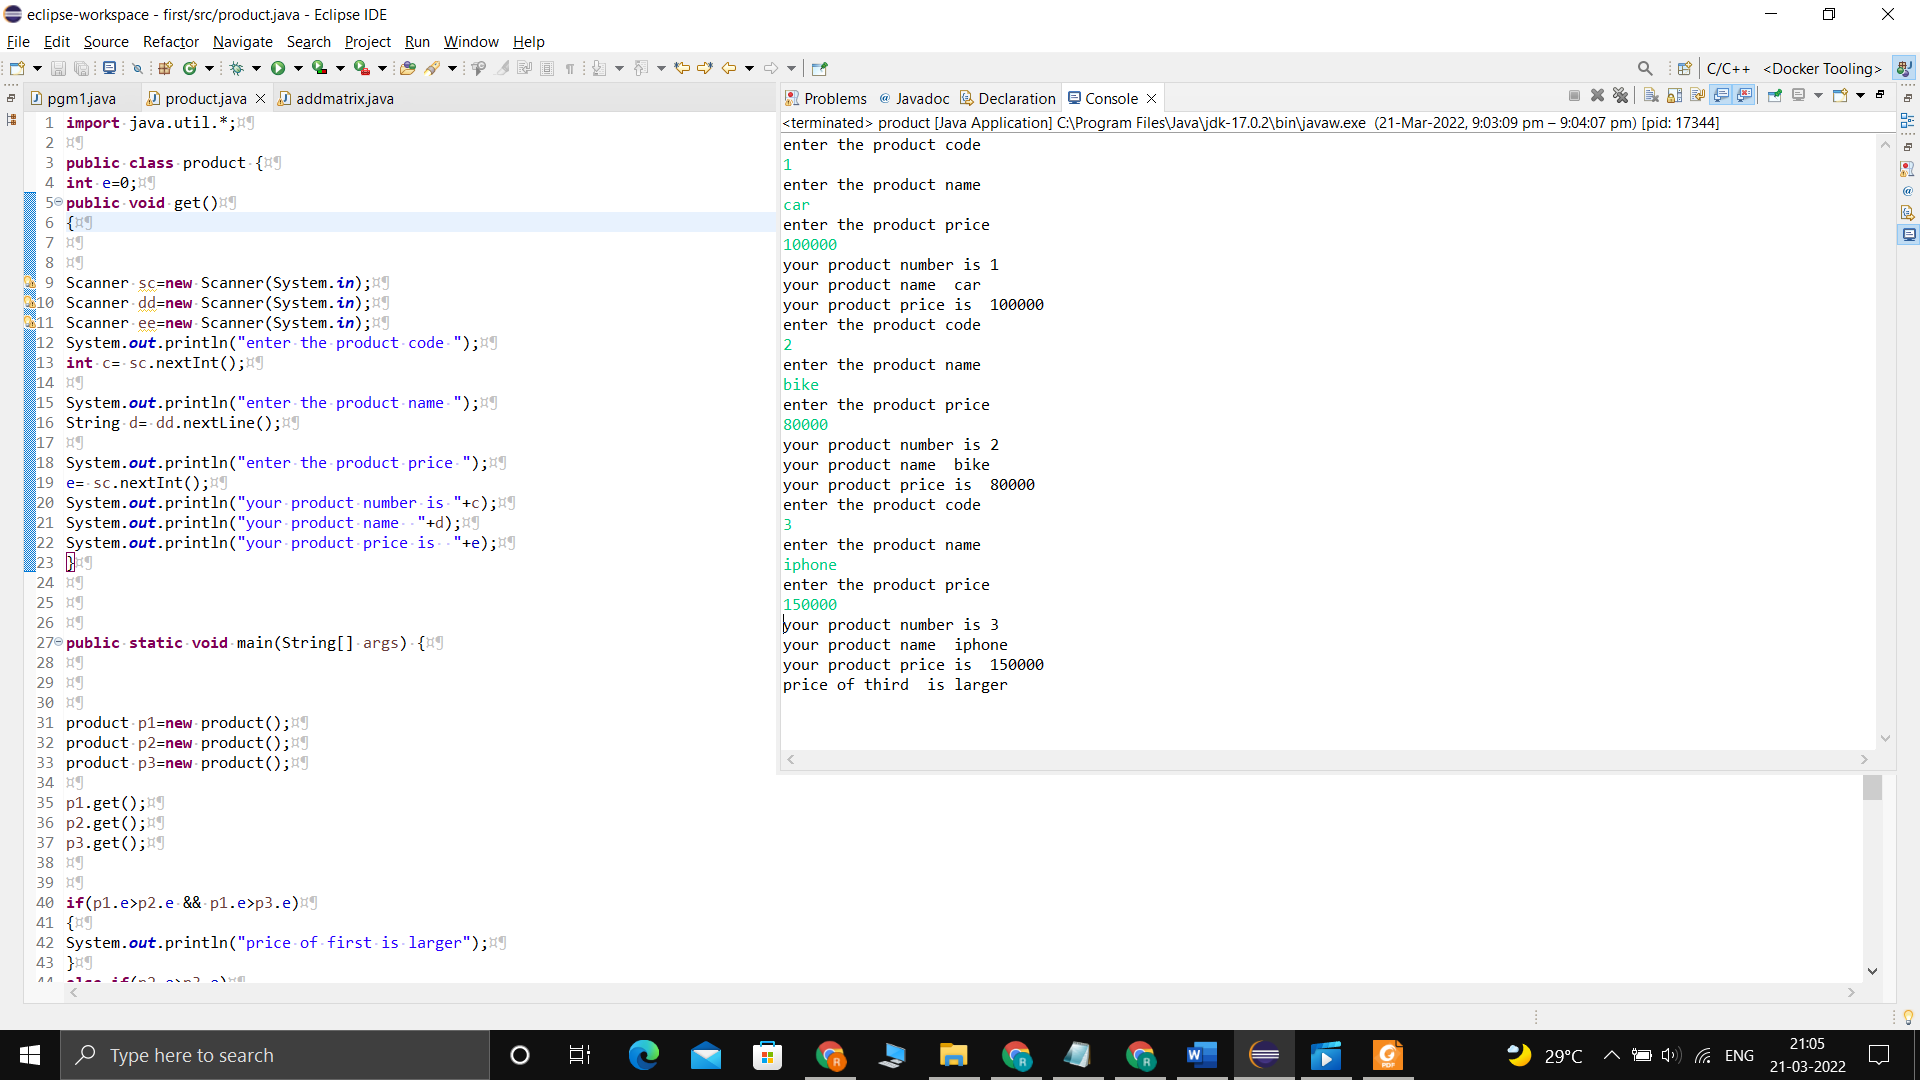 eclipse-workspace - first/src/product.java - Eclipse IDE
File Edit Source Refactor Navigate Search Project Run Window Help
C/C++ <Docker Tooling>
pgm1.java product.java addmatrix.java
1 import java.util.*;
2
3 public class product {
4 int e=0;
5 public void get()
6 {
7
8
9 Scanner sc=new Scanner(System.in);
10 Scanner dd=new Scanner(System.in);
11 Scanner ee=new Scanner(System.in);
12 System.out.println("enter the product code ");
13 int c= sc.nextInt();
14
15 System.out.println("enter the product name ");
16 String d= dd.nextLine();
17
18 System.out.println("enter the product price ");
19 e= sc.nextInt();
20 System.out.println("your product number is "+c);
21 System.out.println("your product name  "+d);
22 System.out.println("your product price is  "+e);
23 }
24
25
26
27 public static void main(String[] args) {
28
29
30
31 product p1=new product();
32 product p2=new product();
33 product p3=new product();
34
35 p1.get();
36 p2.get();
37 p3.get();
38
39
40 if(p1.e>p2.e && p1.e>p3.e)
41 {
42 System.out.println("price of first is larger");
43 }
44 else if(p2.e>p3.e)
Problems Javadoc Declaration Console
<terminated> product [Java Application] C:\Program Files\Java\jdk-17.0.2\bin\javaw.exe (21-Mar-2022, 9:03:09 pm – 9:04:07 pm) [pid: 17344]
enter the product code
1
enter the product name
car
enter the product price
100000
your product number is 1
your product name  car
your product price is  100000
enter the product code
2
enter the product name
bike
enter the product price
80000
your product number is 2
your product name  bike
your product price is  80000
enter the product code
3
enter the product name
iphone
enter the product price
150000
your product number is 3
your product name  iphone
your product price is  150000
price of third  is larger
Type here to search
29°C ENG
21:05
21-03-2022